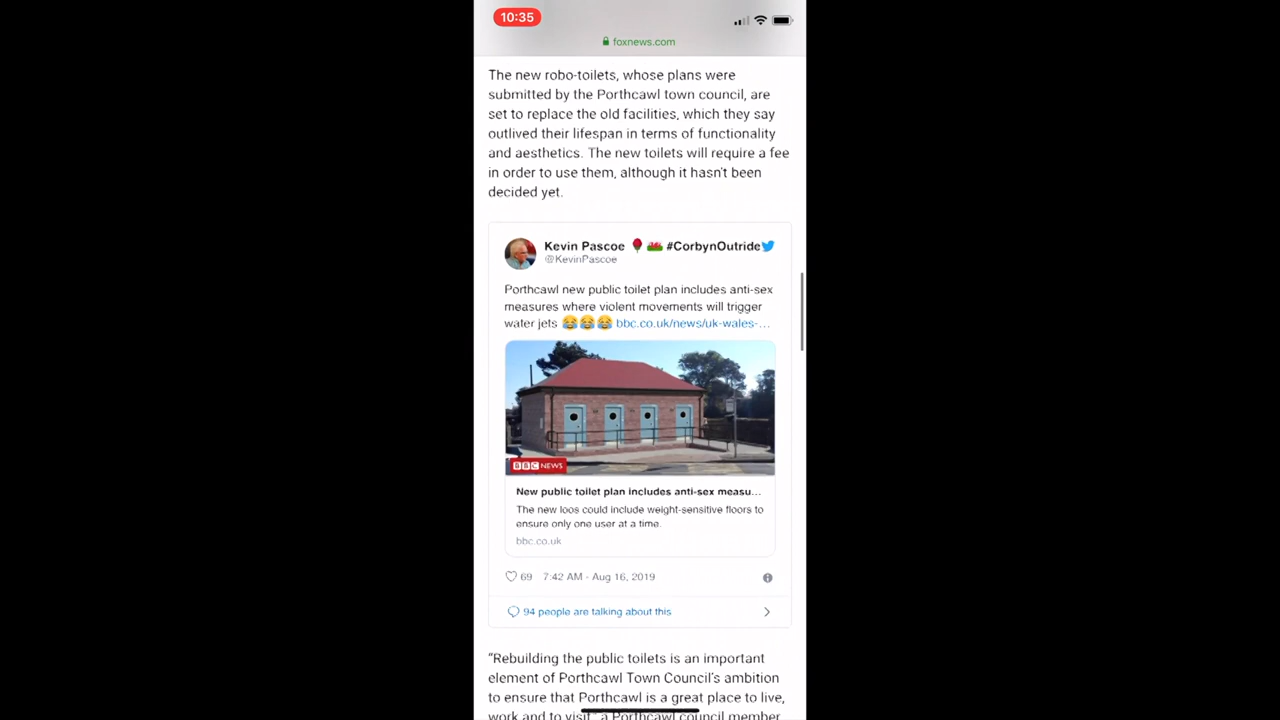 10:35
foxnews.com
The new robo-toilets, whose plans were
submitted by the Porthcawl town council, are
set to replace the old facilities, which they say
outlived their lifespan in terms of functionality
and aesthetics. The new toilets will require a fee
in order to use them, although it hasn't been
decided yet.
Kevin Pascoe 🌹 🏴󠁧󠁢󠁷󠁬󠁳󠁿 #CorbynOutride
@KevinPascoe
Porthcawl new public toilet plan includes anti-sex
measures where violent movements will trigger
water jets 😂😂😂 bbc.co.uk/news/uk-wales-…
BBC NEWS
New public toilet plan includes anti-sex measu...
The new loos could include weight-sensitive floors to
ensure only one user at a time.
bbc.co.uk
69 7:42 AM - Aug 16, 2019
94 people are talking about this
“Rebuilding the public toilets is an important
element of Porthcawl Town Council's ambition
to ensure that Porthcawl is a great place to live,
work and to visit” a Porthcawl council member